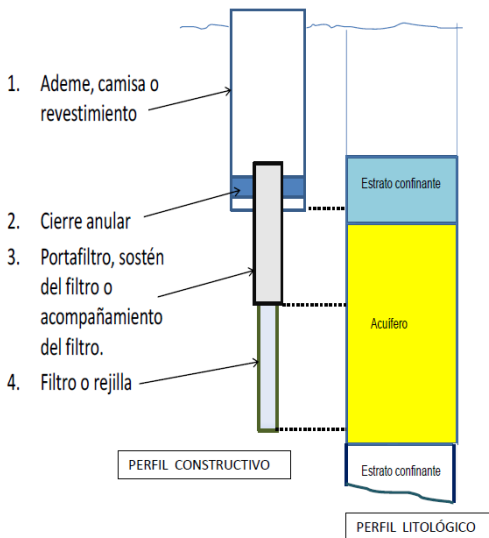 1. Ademe, camisa o
revestimiento
2. Cierre anular
3. Portafiltro, sostén
del filtro o
acompañamiento
del filtro.
4. Filtro o rejilla
PERFIL CONSTRUCTIVO
Estrato confinante
Acuífero
Estrato confinante
PERFIL LITOLÓGICO